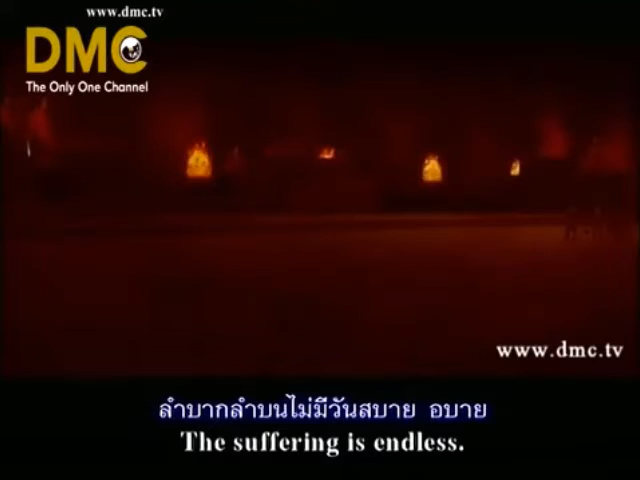 www.dmc.tv
DMC
The Only One Channel
www.dmc.tv
ลำบากลำบนไม่มีวันสบาย อบาย
The suffering is endless.